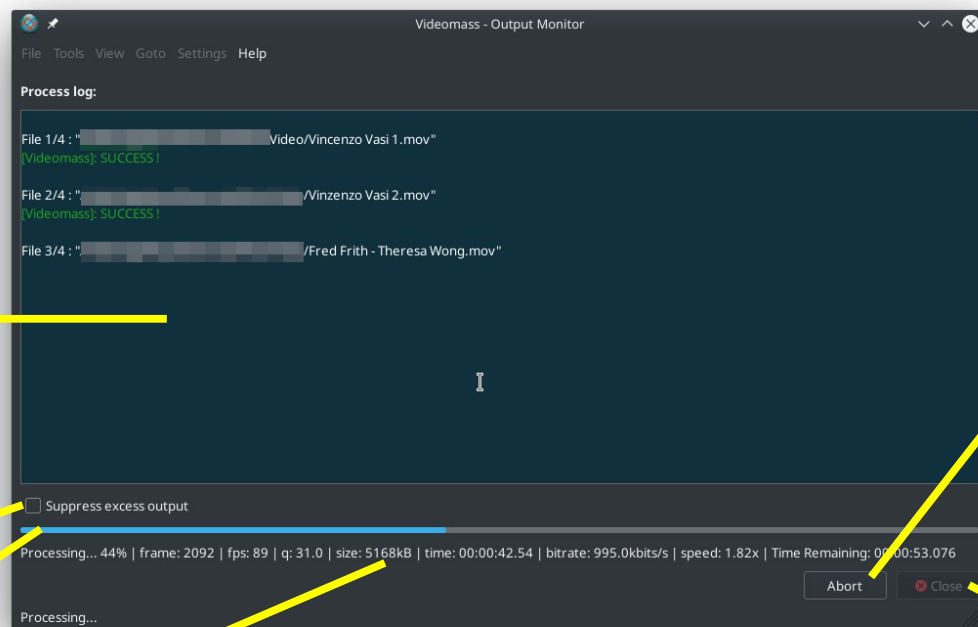 Videomass - Output Monitor
File Tools View Goto Settings Help
Process log:
File 1/4 : "Video/Vincenzo Vasi 1.mov"
[Videomass]: SUCCESS !
File 2/4 : "/Vinzenzo Vasi 2.mov"
[Videomass]: SUCCESS !
File 3/4 : "/Fred Frith - Theresa Wong.mov"
Suppress excess output
Processing... 44% | frame: 2092 | fps: 89 | q: 31.0 | size: 5168kB | time: 00:00:42.54 | bitrate: 995.0kbits/s | speed: 1.82x | Time Remaining: 00:00:53.076
Abort Close
Processing...